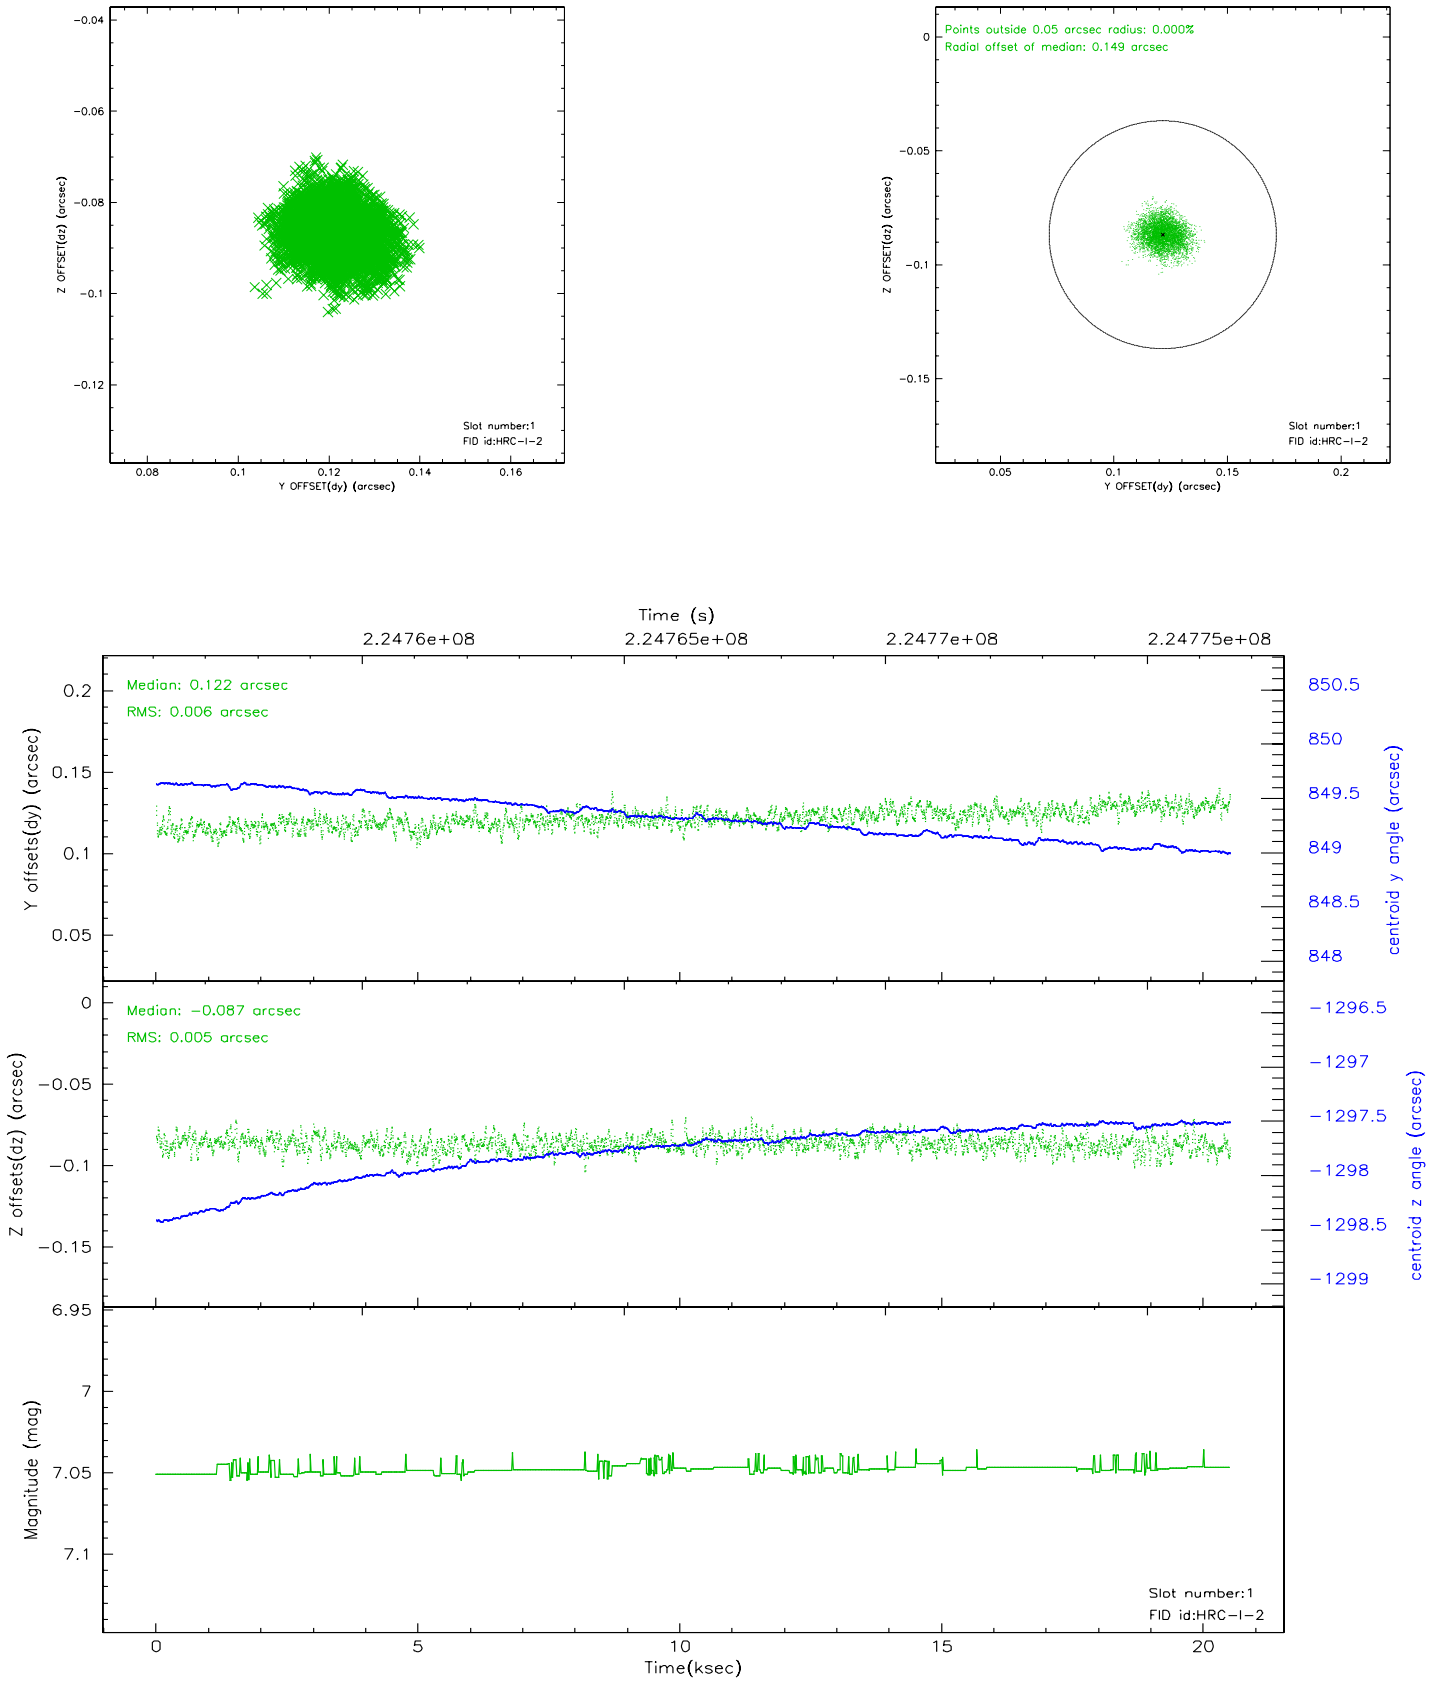 −0.04
−0.06
−0.08
−0.1
−0.12
Z OFFSET(dz) (arcsec)
0.08 0.1 0.12 0.14 0.16
Y OFFSET(dy) (arcsec)
Slot number:1
FID id:HRC−I−2
Points outside 0.05 arcsec radius: 0.000%
Radial offset of median: 0.149 arcsec
0
−0.05
−0.1
−0.15
Z OFFSET(dz) (arcsec)
0.05 0.1 0.15 0.2
Y OFFSET(dy) (arcsec)
Slot number:1
FID id:HRC−I−2
Time (s)
2.2476e+08 2.24765e+08 2.2477e+08 2.24775e+08
Median: 0.122 arcsec
RMS: 0.006 arcsec
0.2
0.15
0.1
0.05
Y offsets(dy) (arcsec)
850.5
850
849.5
849
848.5
848
centroid y angle (arcsec)
Median: −0.087 arcsec
RMS: 0.005 arcsec
0
−0.05
−0.1
−0.15
Z offsets(dz) (arcsec)
−1296.5
−1297
−1297.5
−1298
−1298.5
−1299
centroid z angle (arcsec)
6.95
7
7.05
7.1
Magnitude (mag)
Slot number:1
FID id:HRC−I−2
0 5 10 15 20
Time(ksec)